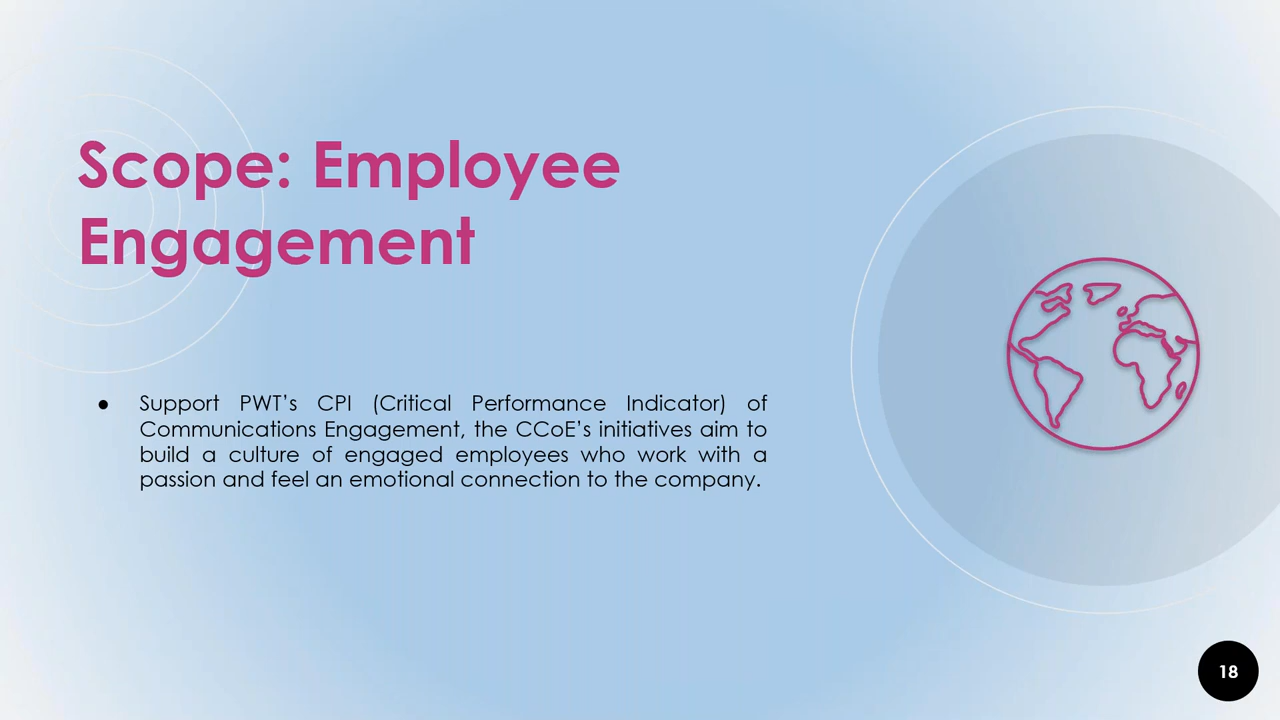 Scope: Employee
Engagement
● Support PWT’s CPI (Critical Performance Indicator) of
Communications Engagement, the CCoE’s initiatives aim to
build a culture of engaged employees who work with a
passion and feel an emotional connection to the company.
18